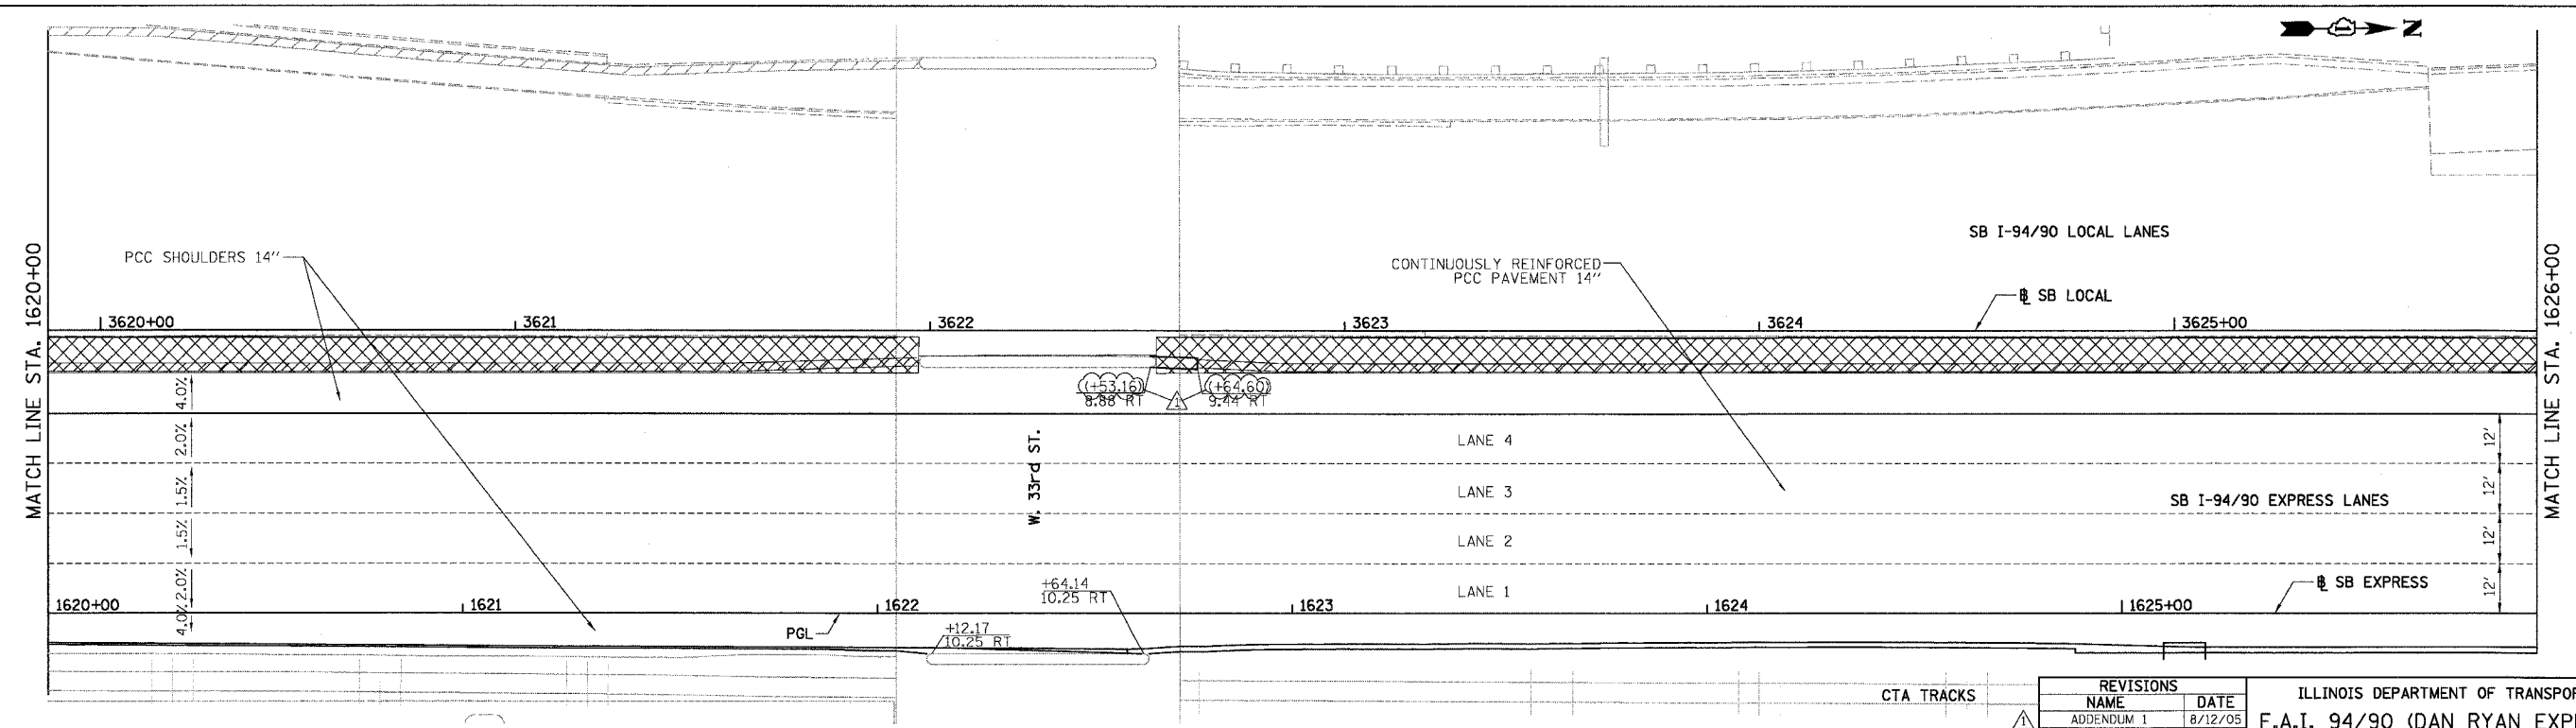 N
MATCH LINE STA. 1620+00
MATCH LINE STA. 1626+00
PCC SHOULDERS 14"
SB I-94/90 LOCAL LANES
CONTINUOUSLY REINFORCED
PCC PAVEMENT 14"
℄ SB LOCAL
3620+00
3621
3622
3623
3624
3625+00
(+53.16)
8.88 RT
1
(+64.60)
9.44 RT
4.0%
2.0%
1.5%
1.5%
2.0%
4.0%
W. 33rd ST.
LANE 4
LANE 3
LANE 2
LANE 1
12'
12'
12'
12'
SB I-94/90 EXPRESS LANES
℄ SB EXPRESS
1620+00
1621
1622
1623
1624
1625+00
PGL
+64.14
10.25 RT
+12.17
10.25 RT
CTA TRACKS
REVISIONS
NAME DATE
1 ADDENDUM 1 8/12/05
ILLINOIS DEPARTMENT OF TRANSPOR
F.A.I. 94/90 (DAN RYAN EXP